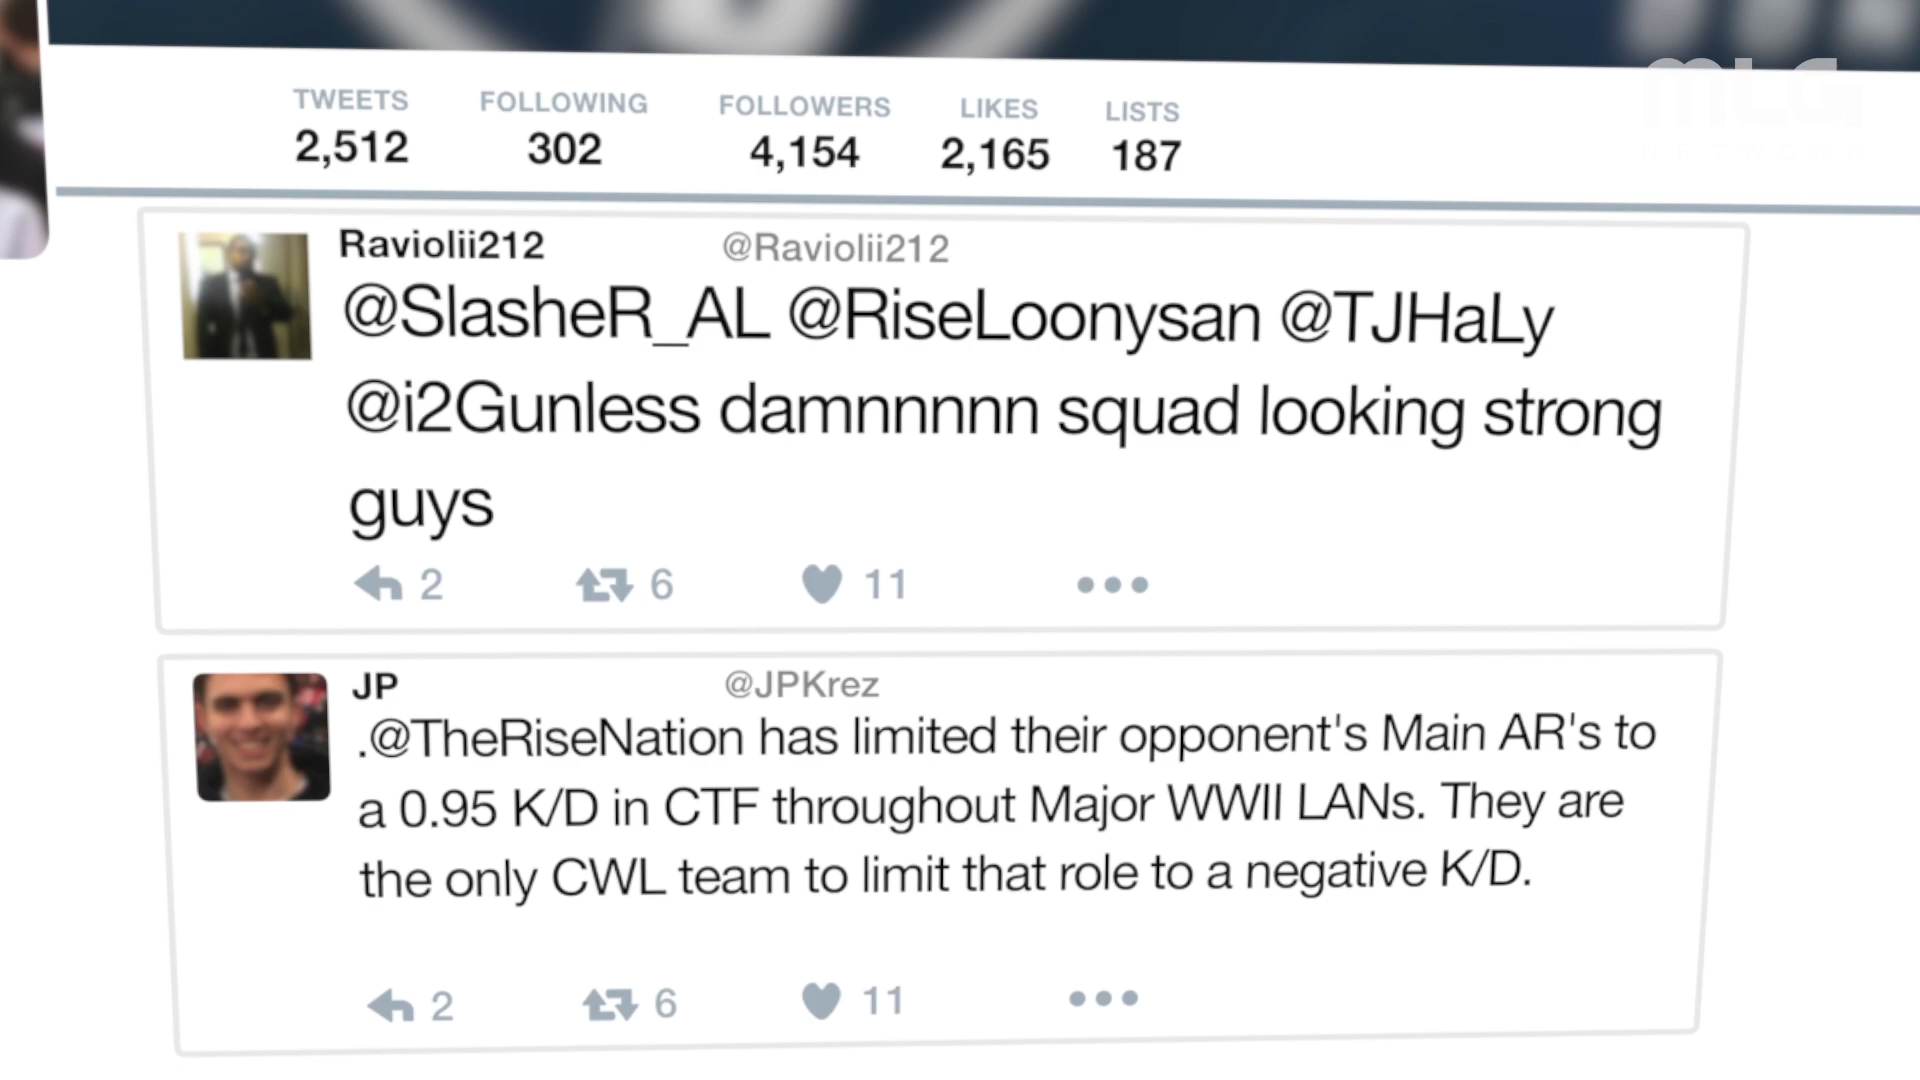 TWEETS FOLLOWING FOLLOWERS LIKES LISTS
2,512 302 4,154 2,165 187
MLG
Raviolii212 @Raviolii212
@SlasheR_AL @RiseLoonysan @TJHaLy
@i2Gunless damnnnnn squad looking strong
guys
2 6 11
JP @JPKrez
.@TheRiseNation has limited their opponent's Main AR's to
a 0.95 K/D in CTF throughout Major WWII LANs. They are
the only CWL team to limit that role to a negative K/D.
2 6 11